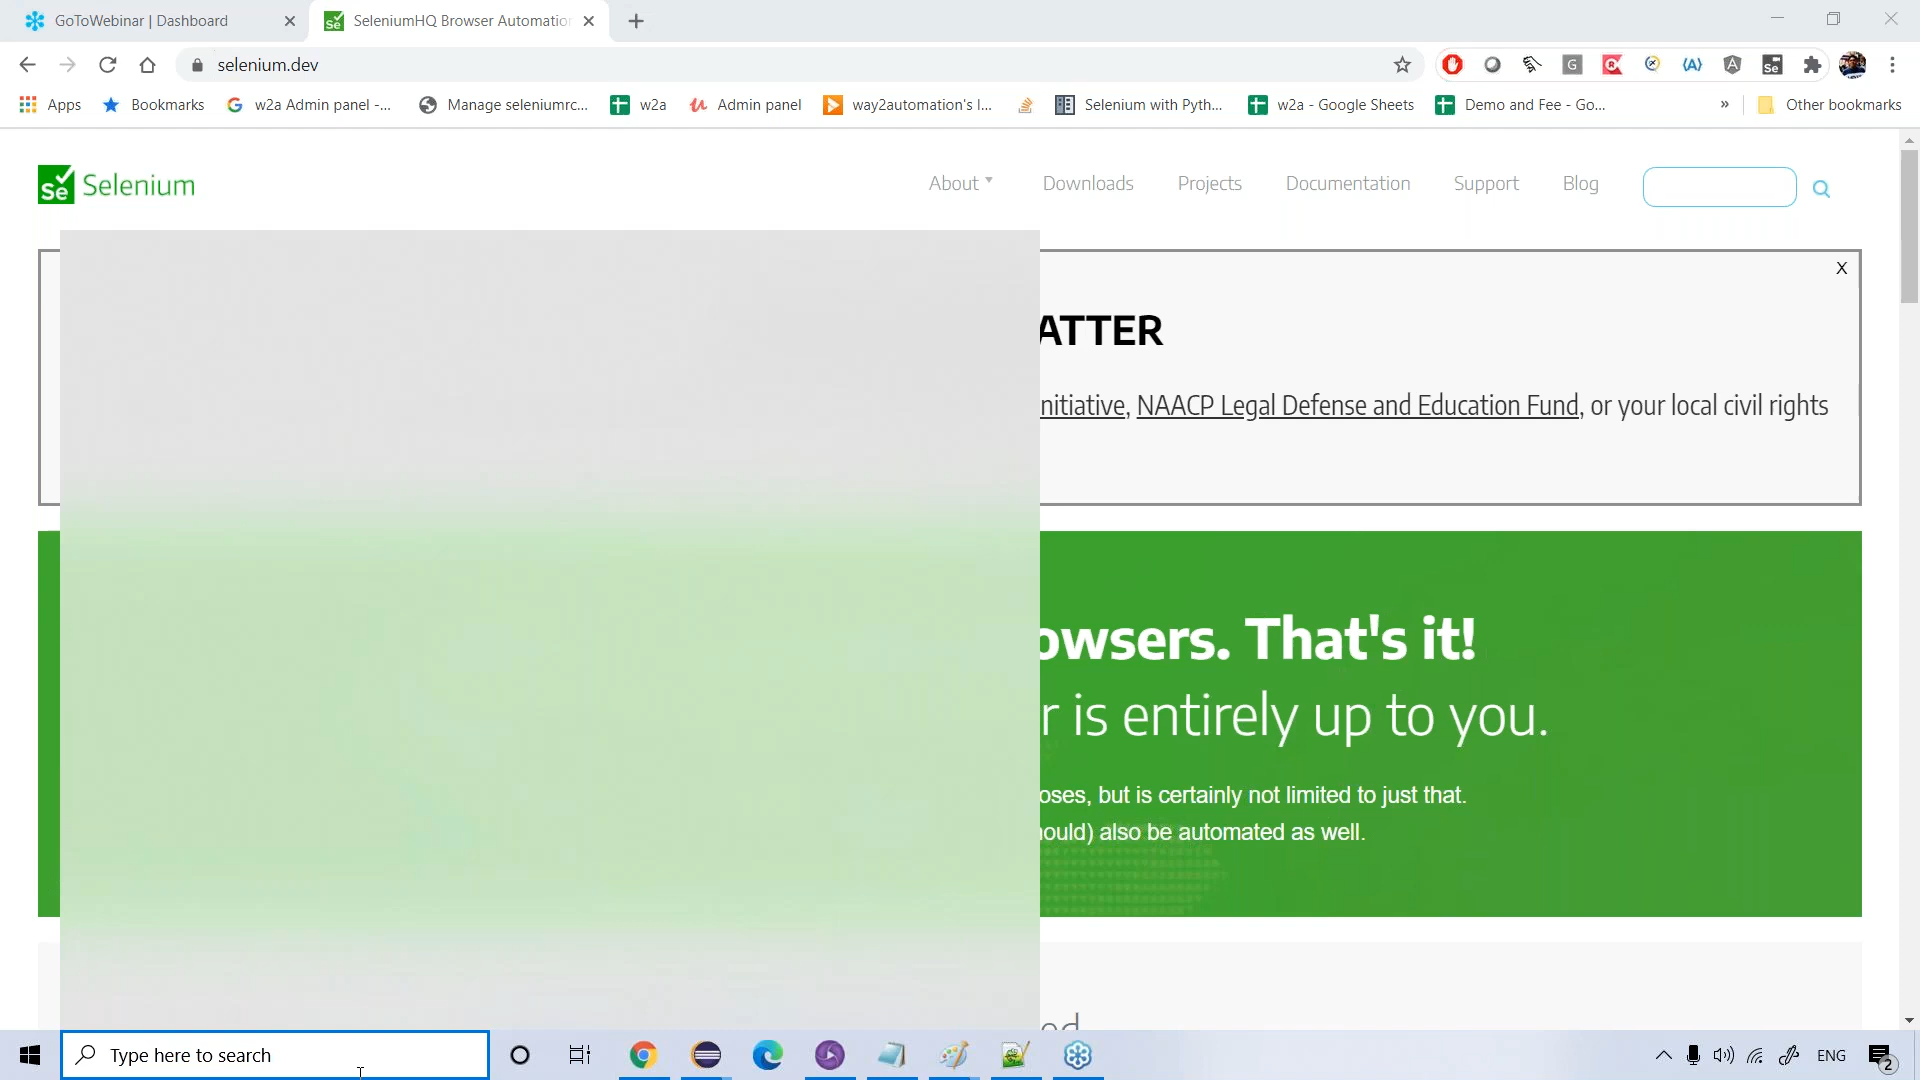 GoToWebinar | Dashboard
SeleniumHQ Browser Automation
selenium.dev
Apps
Bookmarks
w2a Admin panel -...
Manage seleniumrc...
w2a
Admin panel
way2automation's I...
Selenium with Pyth...
w2a - Google Sheets
Demo and Fee - Go...
»
Other bookmarks
Se Selenium
About
Downloads
Projects
Documentation
Support
Blog
X
ATTER
nitiative, NAACP Legal Defense and Education Fund, or your local civil rights
owsers. That's it!
r is entirely up to you.
oses, but is certainly not limited to just that.
hould) also be automated as well.
Type here to search
ENG
2